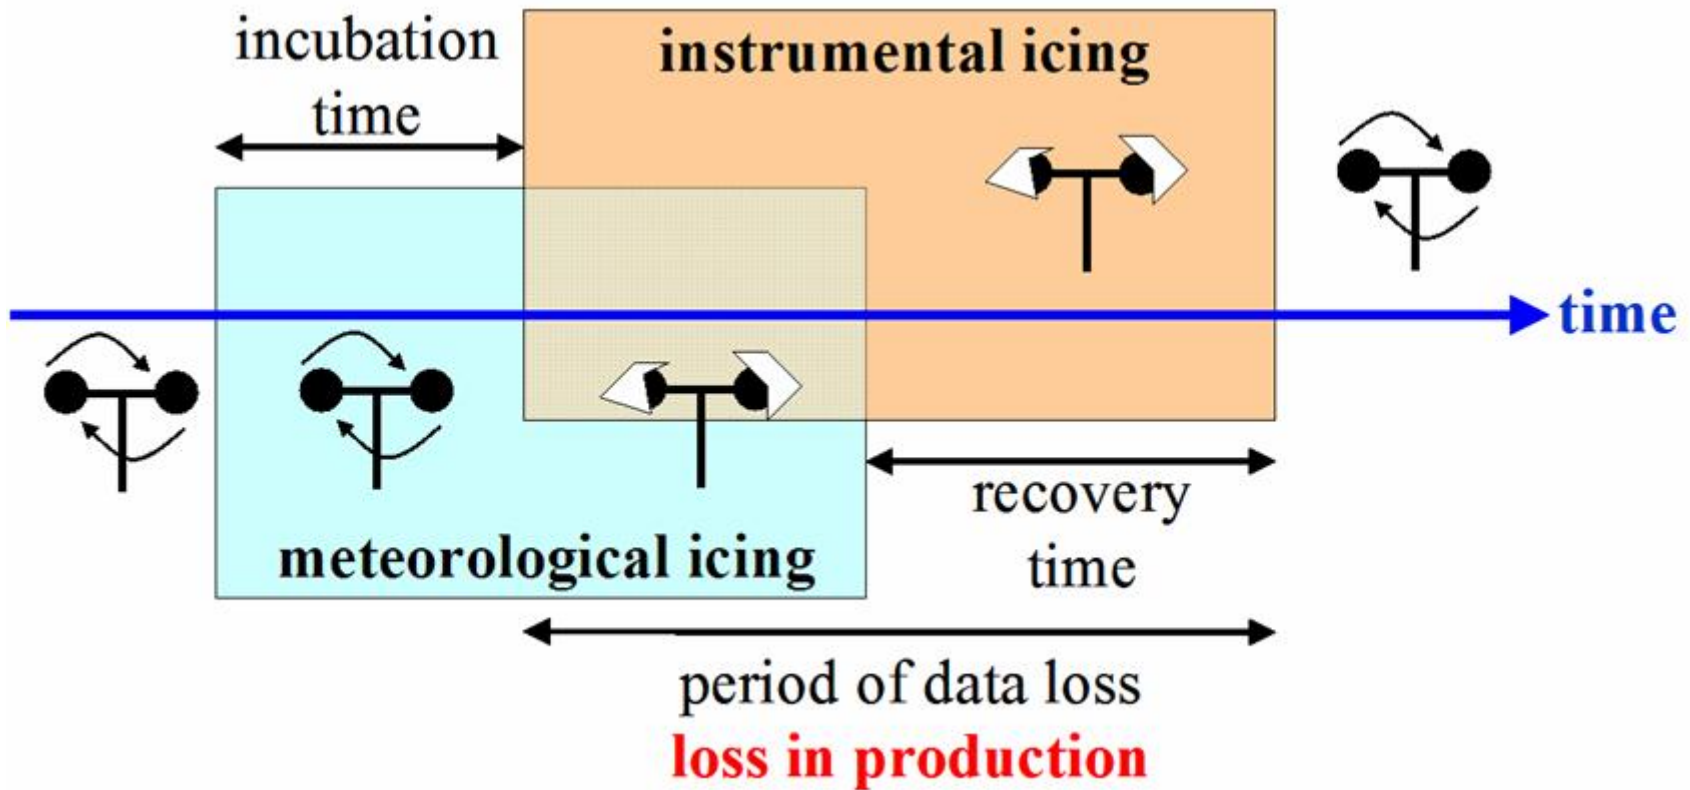 incubation
time
instrumental icing
time
meteorological icing
recovery
time
period of data loss
loss in production